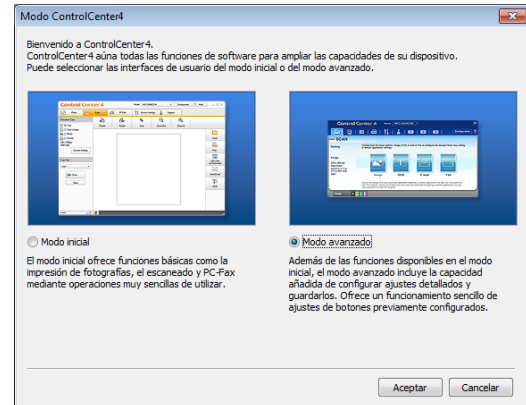 Modo ControlCenter4
Bienvenido a ControlCenter4.
ControlCenter4 aúna todas las funciones de software para ampliar las capacidades de su dispositivo.
Puede seleccionar las interfaces de usuario del modo inicial o del modo avanzado.
Control Center 4
Control Center 4
SCAN
Modo inicial
El modo inicial ofrece funciones básicas como la
impresión de fotografías, el escaneado y PC-Fax
mediante operaciones muy sencillas de utilizar.
Modo avanzado
Además de las funciones disponibles en el modo
inicial, el modo avanzado incluye la capacidad
añadida de configurar ajustes detallados y
guardarlos. Ofrece un funcionamiento sencillo de
ajustes de botones previamente configurados.
Aceptar
Cancelar